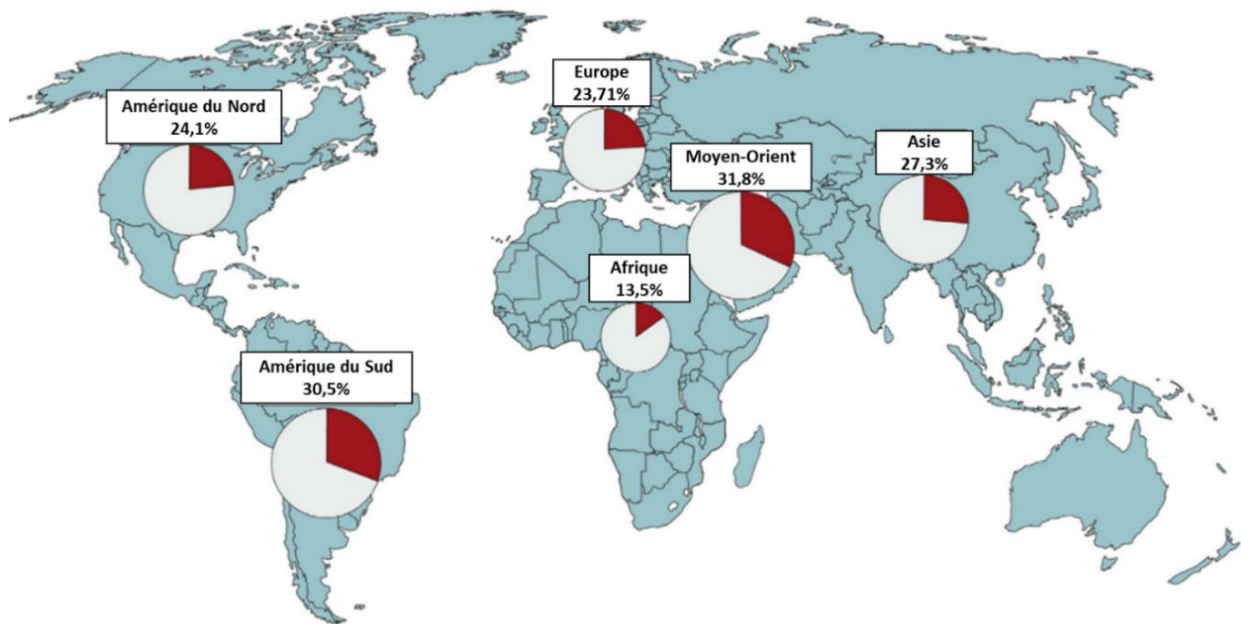 Europe
23,71%
Amérique du Nord
24,1%
Moyen-Orient
31,8%
Asie
27,3%
Afrique
13,5%
Amérique du Sud
30,5%